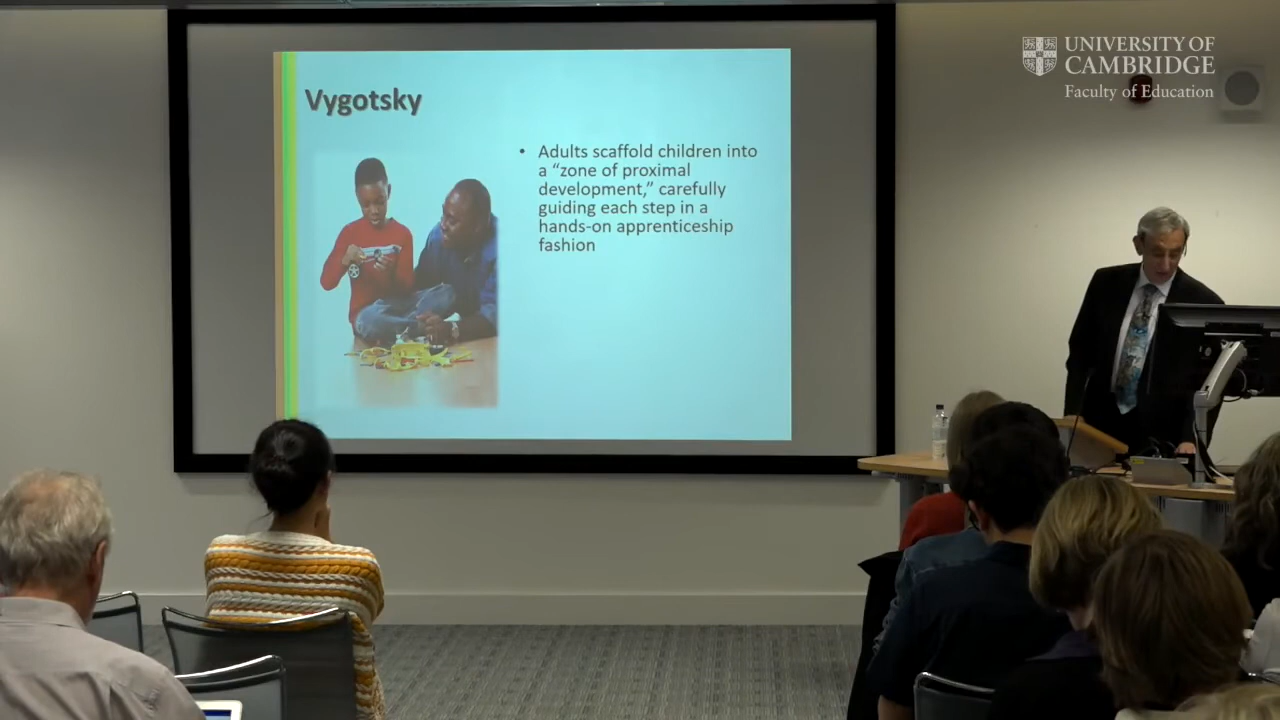 UNIVERSITY OF
CAMBRIDGE
Faculty of Education
Vygotsky
• Adults scaffold children into
a “zone of proximal
development,” carefully
guiding each step in a
hands-on apprenticeship
fashion